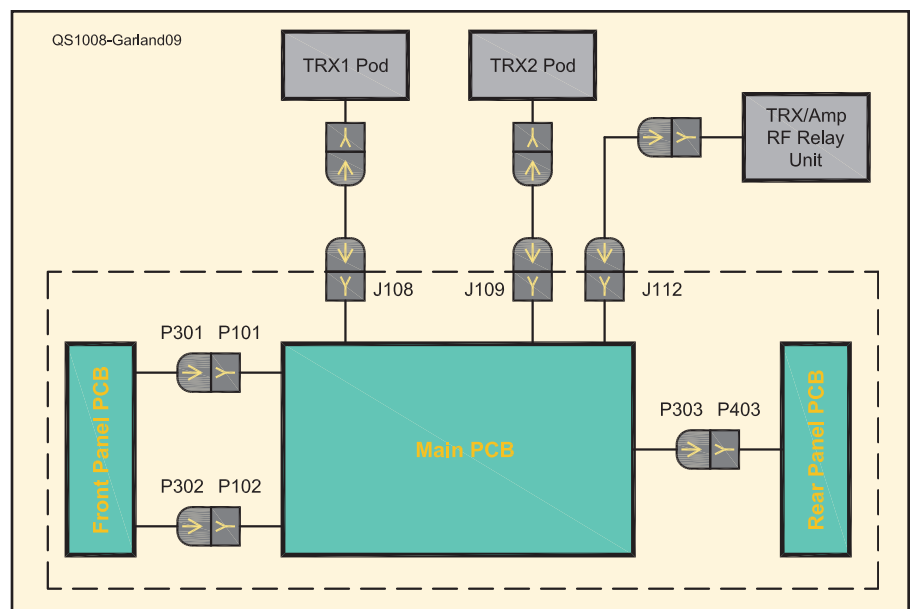 QS1008-Garland09
TRX1 Pod
TRX2 Pod
TRX/Amp
RF Relay
Unit
J108
J109
J112
P301 P101
P303 P403
P302 P102
Front Panel PCB
Main PCB
Rear Panel PCB